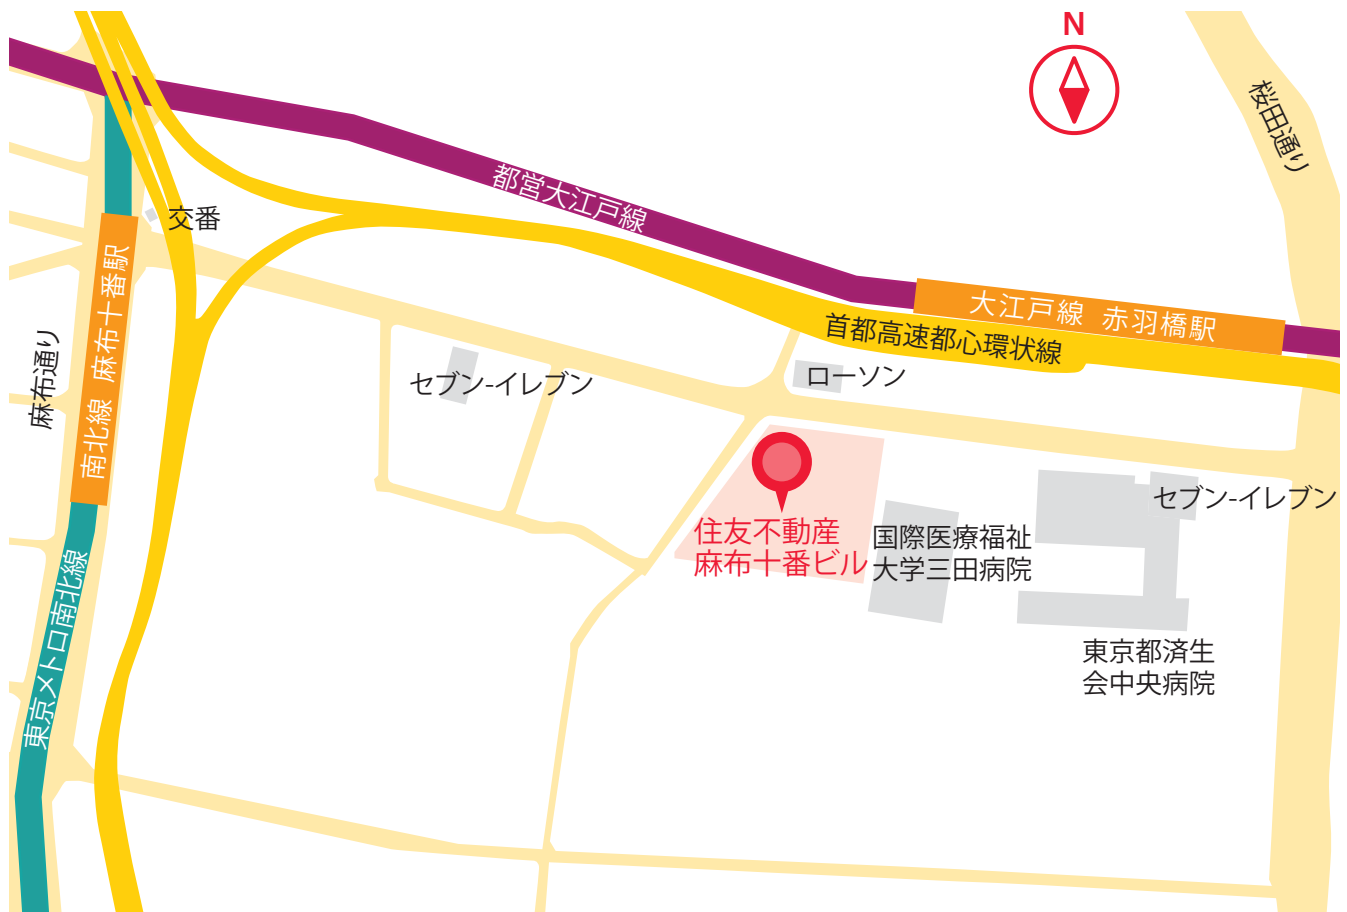 N
桜田通り
都営大江戸線
交番
大江戸線 赤羽橋駅
首都高速都心環状線
南北線 麻布十番駅
麻布通り
セブン-イレブン
ローソン
セブン-イレブン
住友不動産
麻布十番ビル
国際医療福祉
大学三田病院
東京メトロ南北線
東京都済生
会中央病院